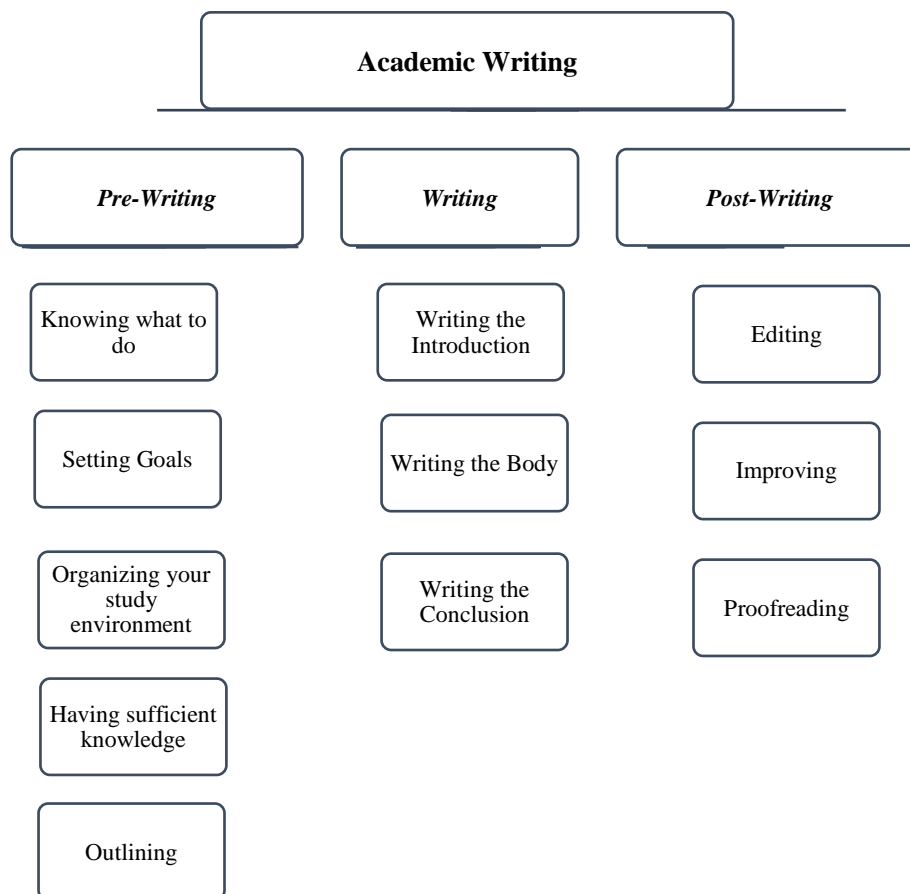 Academic Writing
Pre-Writing
Writing
Post-Writing
Knowing what to
do
Setting Goals
Organizing your
study
environment
Having sufficient
knowledge
Outlining
Writing the
Introduction
Writing the Body
Writing the
Conclusion
Editing
Improving
Proofreading